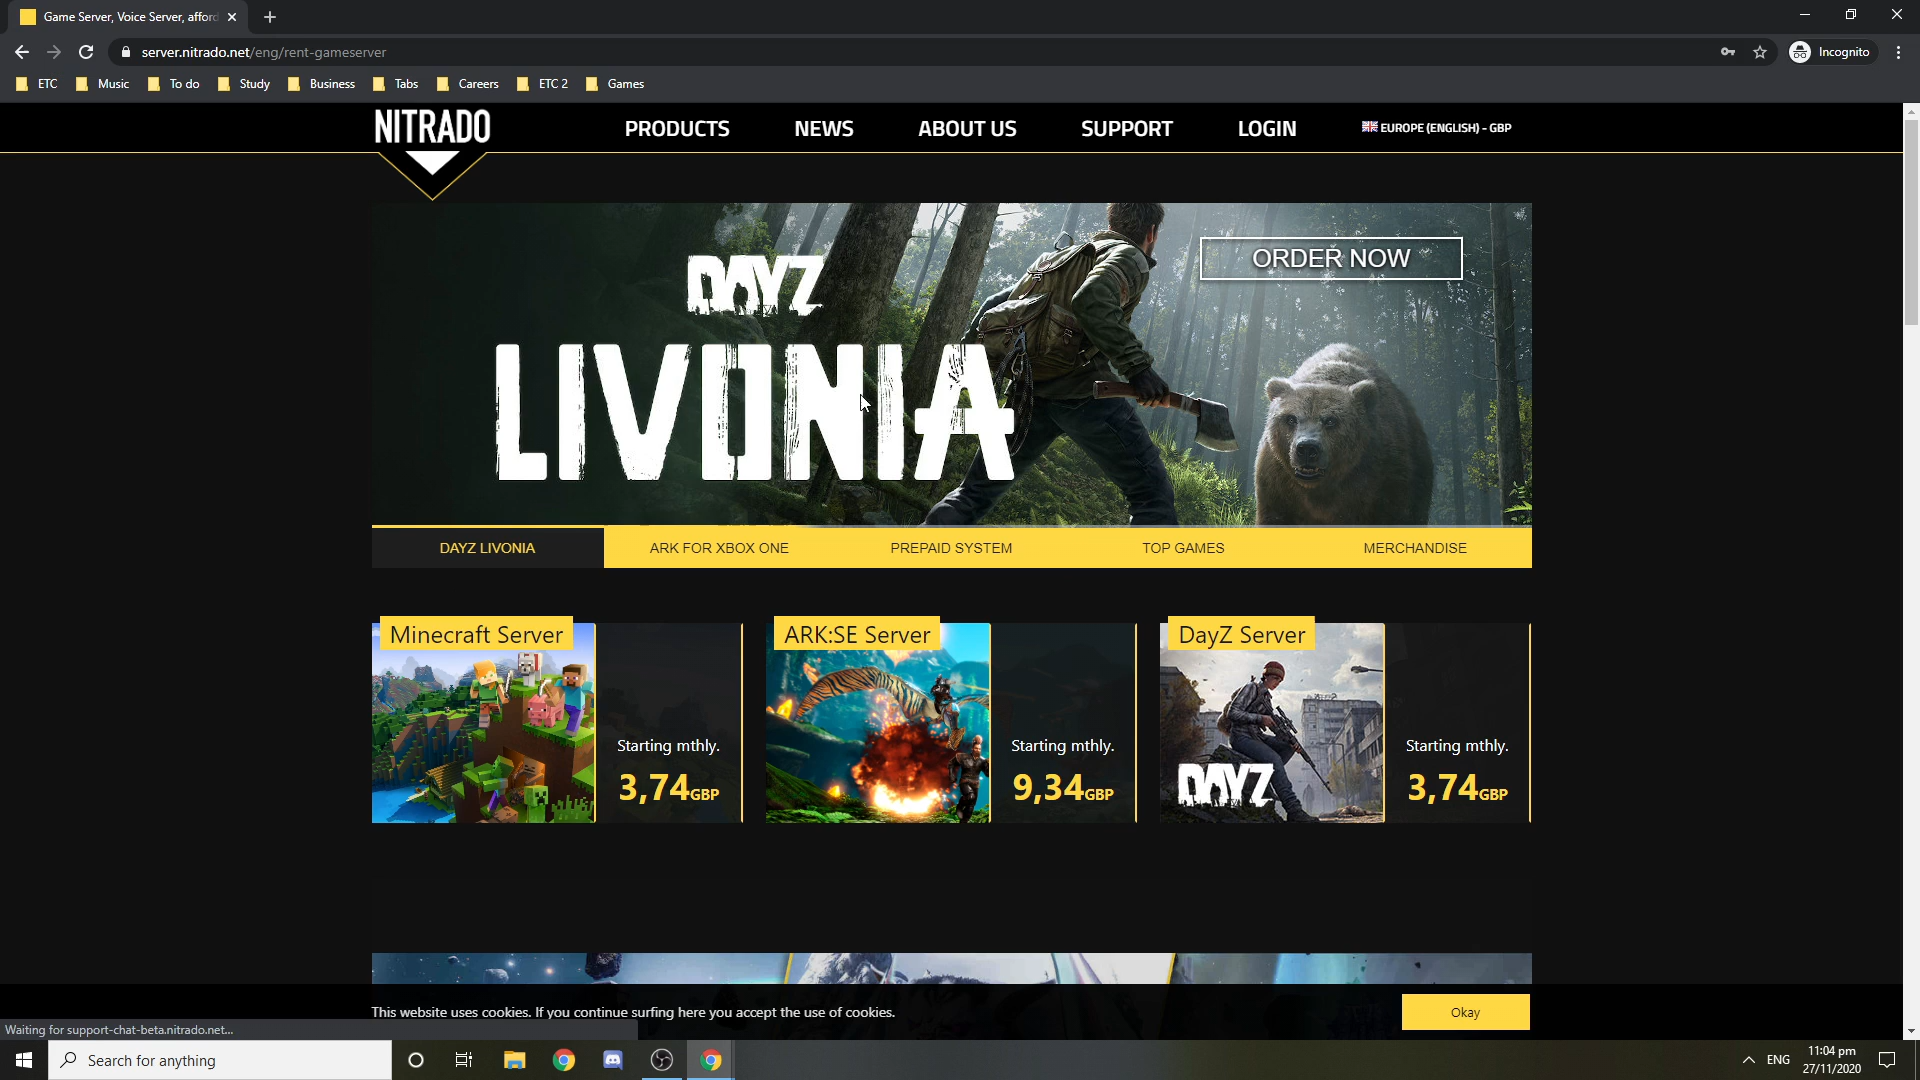 Game Server, Voice Server, afford
server.nitrado.net/eng/rent-gameserver
Incognito
ETC
Music
To do
Study
Business
Tabs
Careers
ETC 2
Games
NITRADO
PRODUCTS
NEWS
ABOUT US
SUPPORT
LOGIN
EUROPE (ENGLISH) - GBP
ORDER NOW
DAYZ
LIVONIA
DAYZ LIVONIA
ARK FOR XBOX ONE
PREPAID SYSTEM
TOP GAMES
MERCHANDISE
Minecraft Server
Starting mthly.
3,74GBP
ARK:SE Server
Starting mthly.
9,34GBP
DayZ Server
DAYZ
Starting mthly.
3,74GBP
This website uses cookies. If you continue surfing here you accept the use of cookies.
Okay
Waiting for support-chat-beta.nitrado.net...
Search for anything
ENG
11:04 pm
27/11/2020